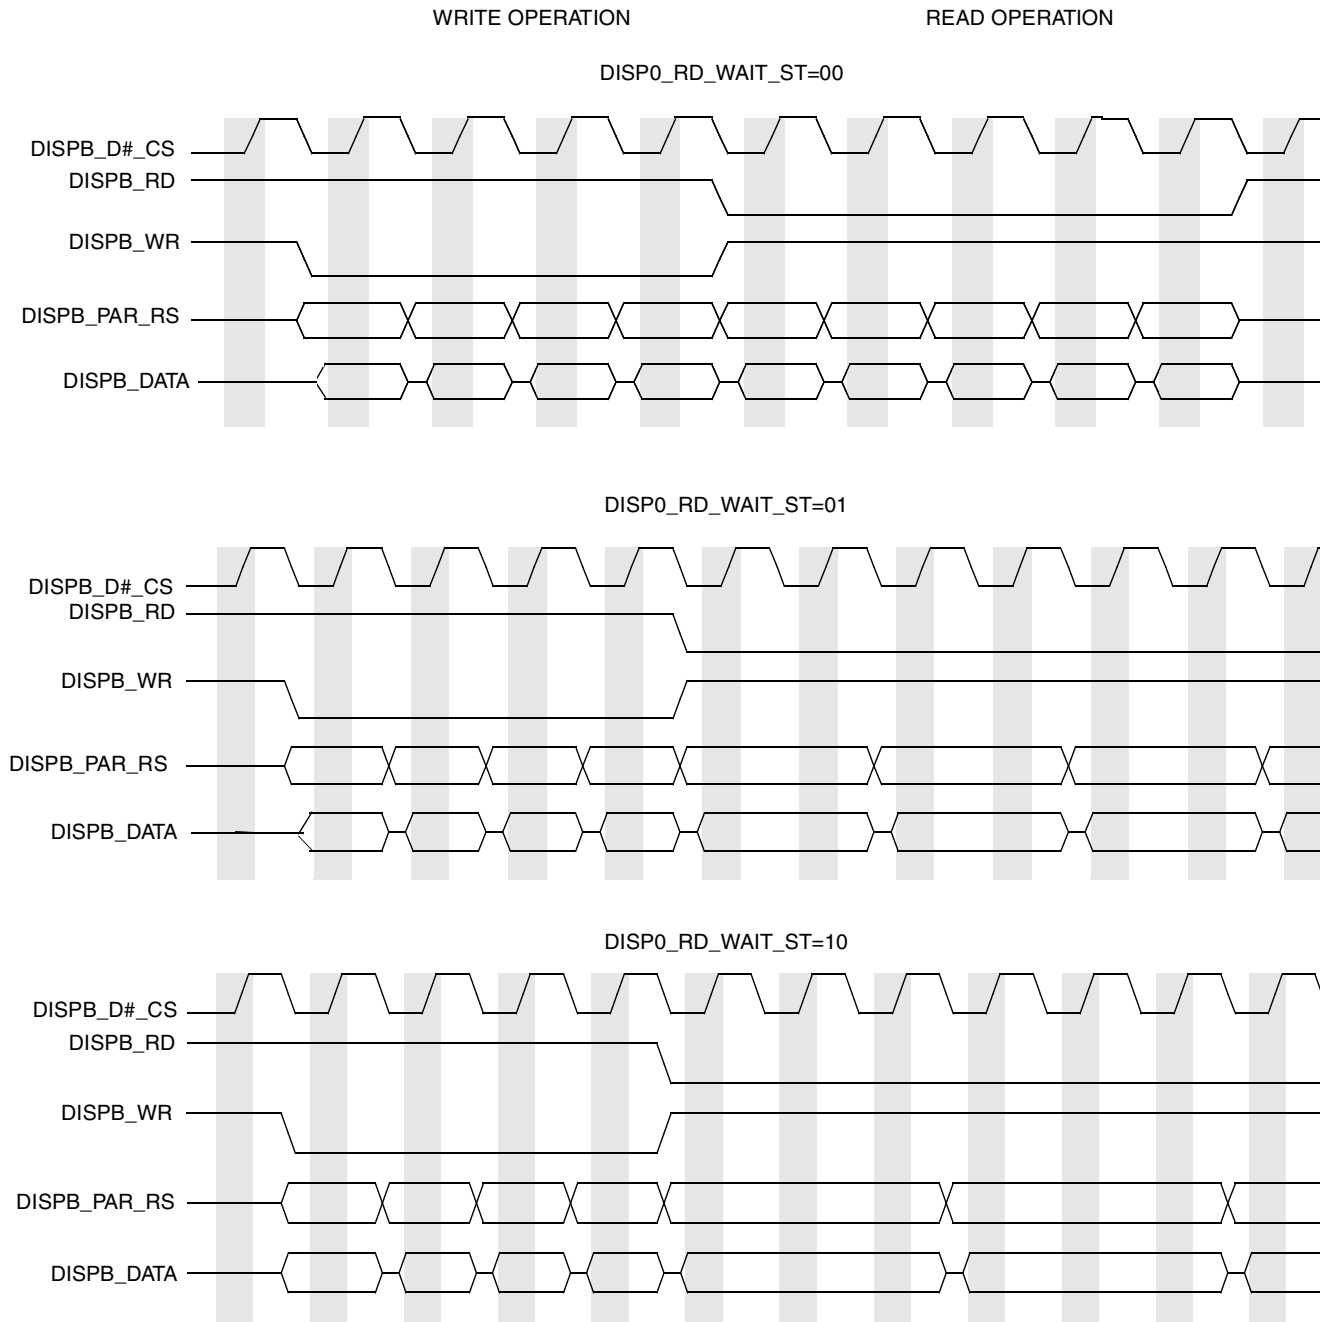 WRITE OPERATION READ OPERATION
DISP0_RD_WAIT_ST=00
DISPB_D#_CS
DISPB_RD
DISPB_WR
DISPB_PAR_RS
DISPB_DATA
DISP0_RD_WAIT_ST=01
DISPB_D#_CS
DISPB_RD
DISPB_WR
DISPB_PAR_RS
DISPB_DATA
DISP0_RD_WAIT_ST=10
DISPB_D#_CS
DISPB_RD
DISPB_WR
DISPB_PAR_RS
DISPB_DATA